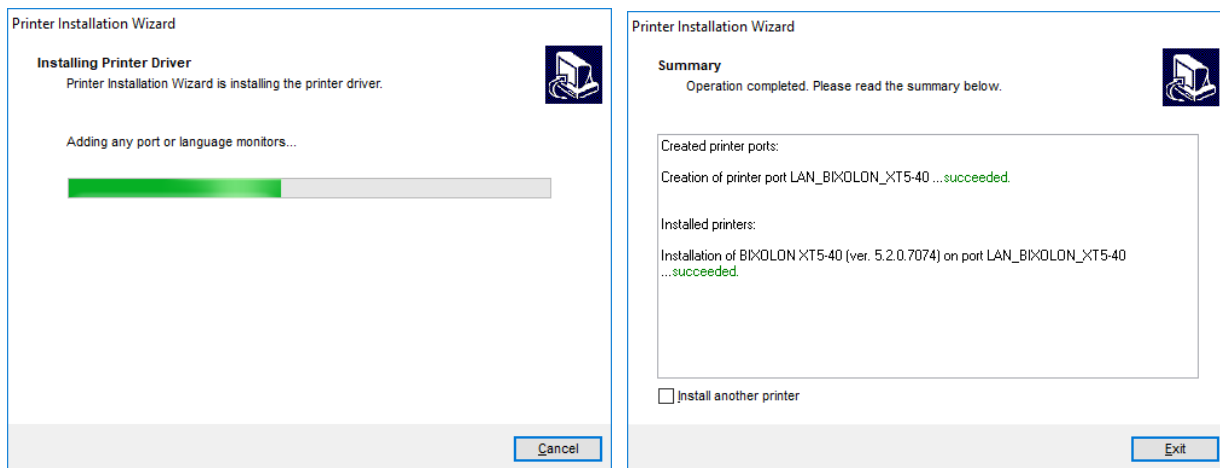 Printer Installation Wizard
Installing Printer Driver
Printer Installation Wizard is installing the printer driver.
Adding any port or language monitors...
Cancel
Printer Installation Wizard
Summary
Operation completed. Please read the summary below.
Created printer ports:
Creation of printer port LAN_BIXOLON_XT5-40 ...succeeded.
Installed printers:
Installation of BIXOLON XT5-40 (ver. 5.2.0.7074) on port LAN_BIXOLON_XT5-40
...succeeded.
Install another printer
Exit